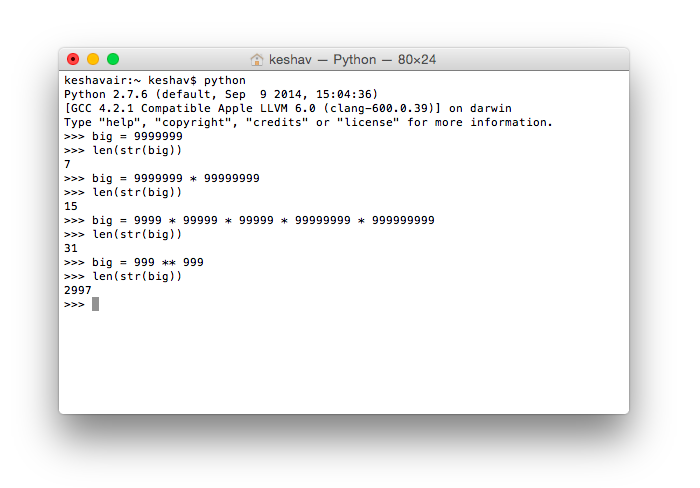 keshav — Python — 80×24
keshavair:~ keshav$ python
Python 2.7.6 (default, Sep  9 2014, 15:04:36)
[GCC 4.2.1 Compatible Apple LLVM 6.0 (clang-600.0.39)] on darwin
Type "help", "copyright", "credits" or "license" for more information.
>>> big = 9999999
>>> len(str(big))
7
>>> big = 9999999 * 99999999
>>> len(str(big))
15
>>> big = 9999 * 99999 * 99999 * 99999999 * 999999999
>>> len(str(big))
31
>>> big = 999 ** 999
>>> len(str(big))
2997
>>>